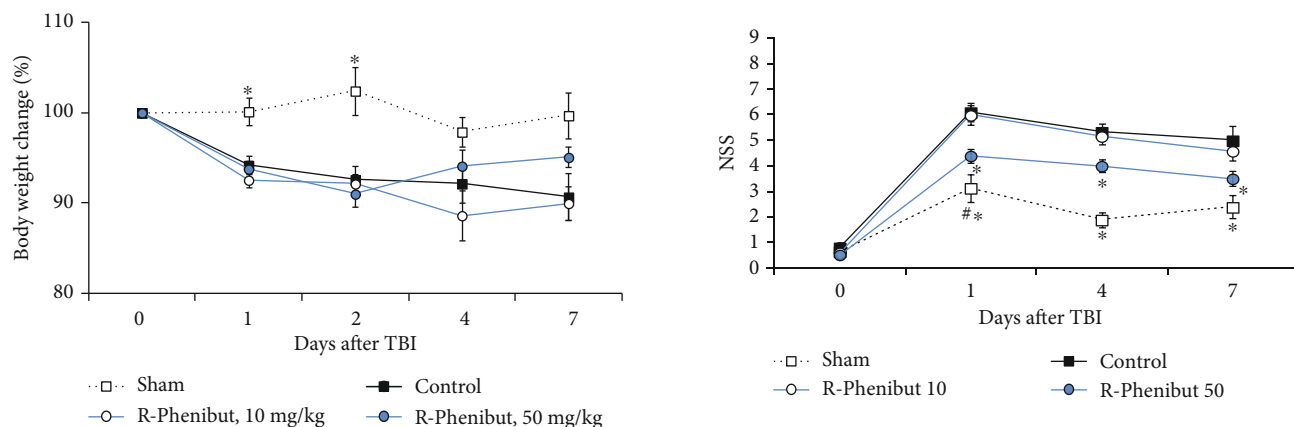 Body weight change (%)
110
100
90
80
*
*
0 1 2 4 7
Days after TBI
Sham
Control
R-Phenibut, 10 mg/kg
R-Phenibut, 50 mg/kg
NSS
9
8
7
6
5
4
3
2
1
0
*
*
*
#*
*
*
0 1 4 7
Days after TBI
Sham
Control
R-Phenibut 10
R-Phenibut 50